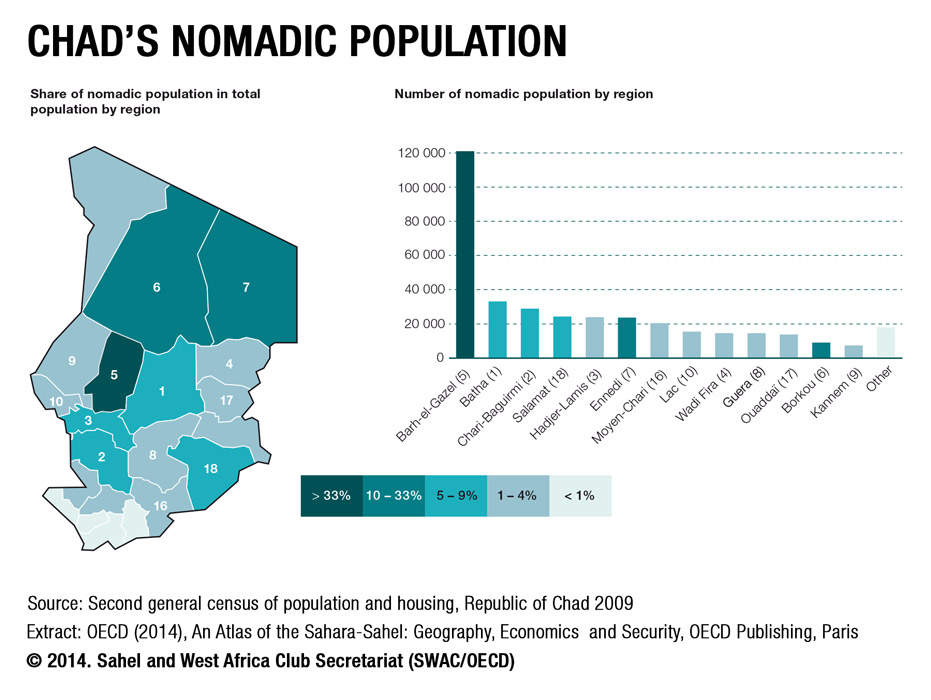 CHAD'S NOMADIC POPULATION
Share of nomadic population in total
population by region
6
7
9
5
4
1
10
17
3
2
8
18
16
Number of nomadic population by region
120 000
100 000
80 000
60 000
40 000
20 000
0
Barh-el-Gazel (5)
Batha (1)
Chari-Baguirmi (2)
Salamat (18)
Hadjer-Lamis (3)
Ennedi (7)
Moyen-Chari (16)
Lac (10)
Wadi Fira (4)
Guera (8)
Ouaddaï (17)
Borkou (6)
Kannem (9)
Other
> 33%
10 – 33%
5 – 9%
1 – 4%
< 1%
Source: Second general census of population and housing, Republic of Chad 2009
Extract: OECD (2014), An Atlas of the Sahara-Sahel: Geography, Economics and Security, OECD Publishing, Paris
© 2014. Sahel and West Africa Club Secretariat (SWAC/OECD)